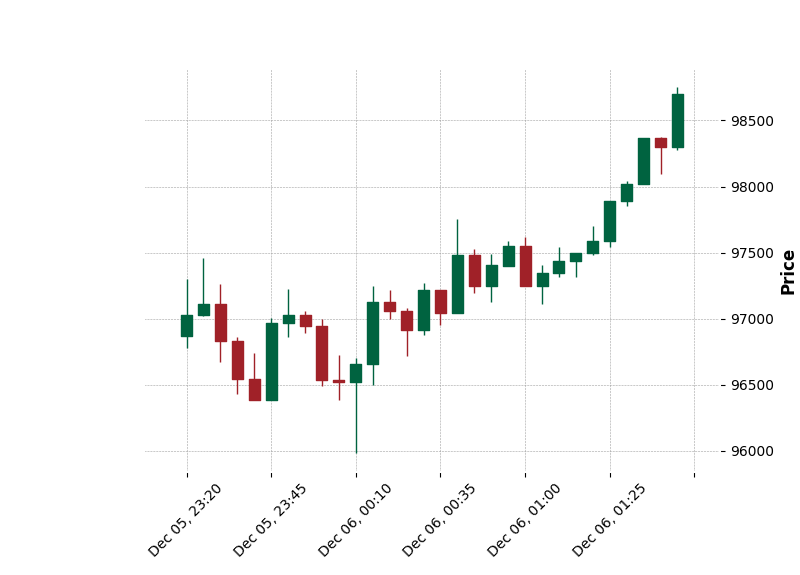 98500
98000
97500
97000
96500
96000
Price
Dec 05, 23:20
Dec 05, 23:45
Dec 06, 00:10
Dec 06, 00:35
Dec 06, 01:00
Dec 06, 01:25